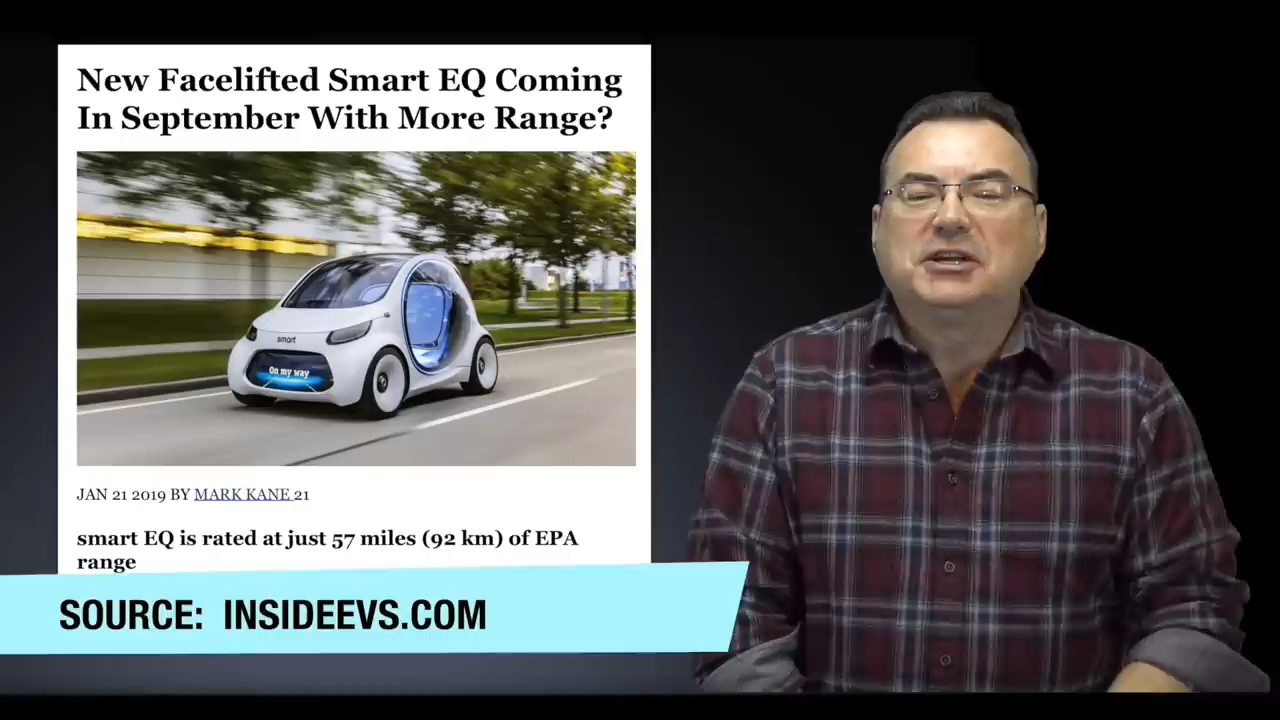 New Facelifted Smart EQ Coming
In September With More Range?
smart
On my way
JAN 21 2019 BY MARK KANE 21
smart EQ is rated at just 57 miles (92 km) of EPA
range
SOURCE: INSIDEEVS.COM